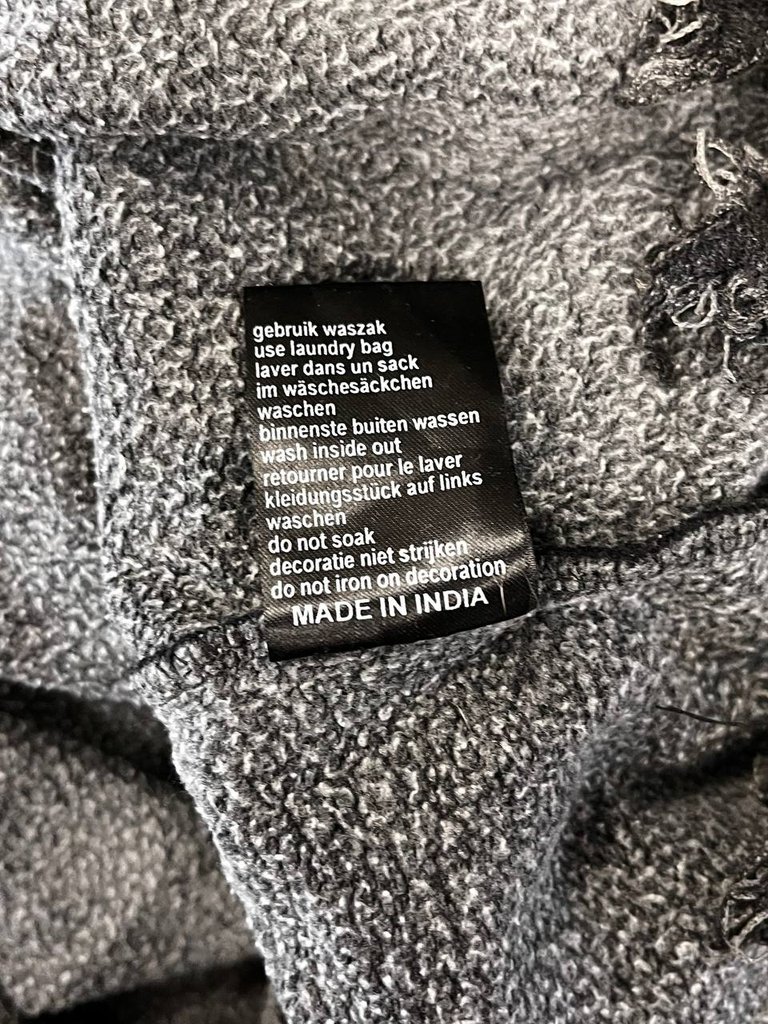 gebruik waszak
use laundry bag
laver dans un sack
im wäschesäckchen
waschen
binnenste buiten wassen
wash inside out
retourner pour le laver
kleidungsstück auf links
waschen
do not soak
decoratie niet strijken
do not iron on decoration
MADE IN INDIA